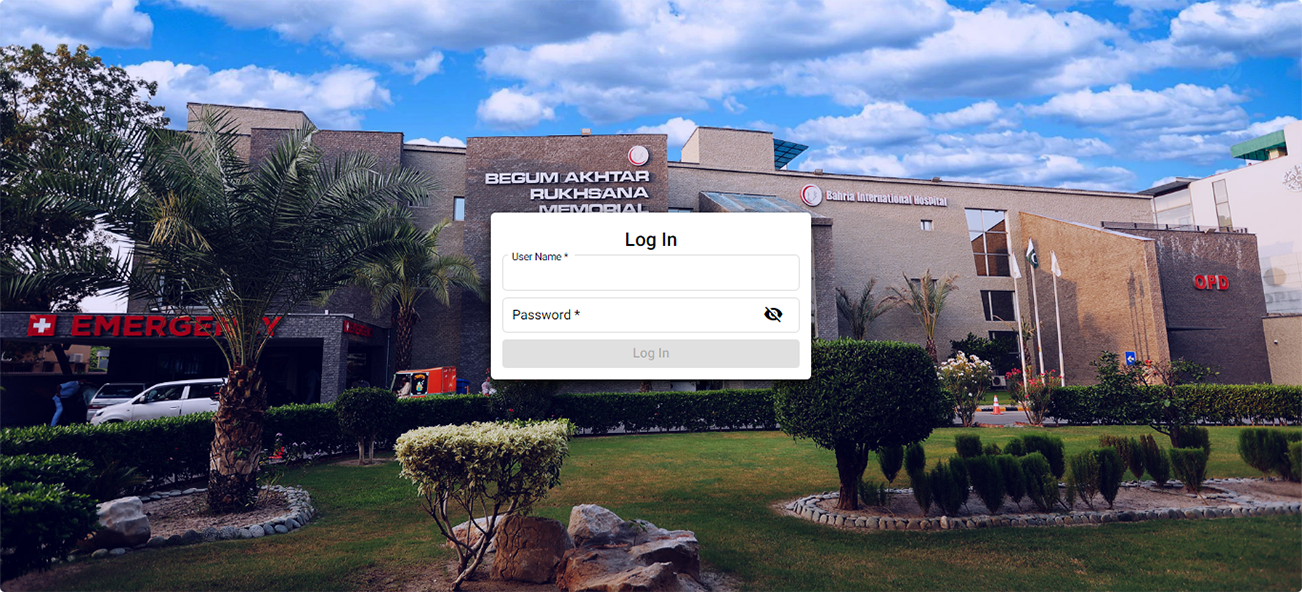 BEGUM AKHTAR
RUKHSANA
MEMORIAL
Bahria International Hospital
Log In
User Name *
Password *
Log In
OPD
EMERGENCY